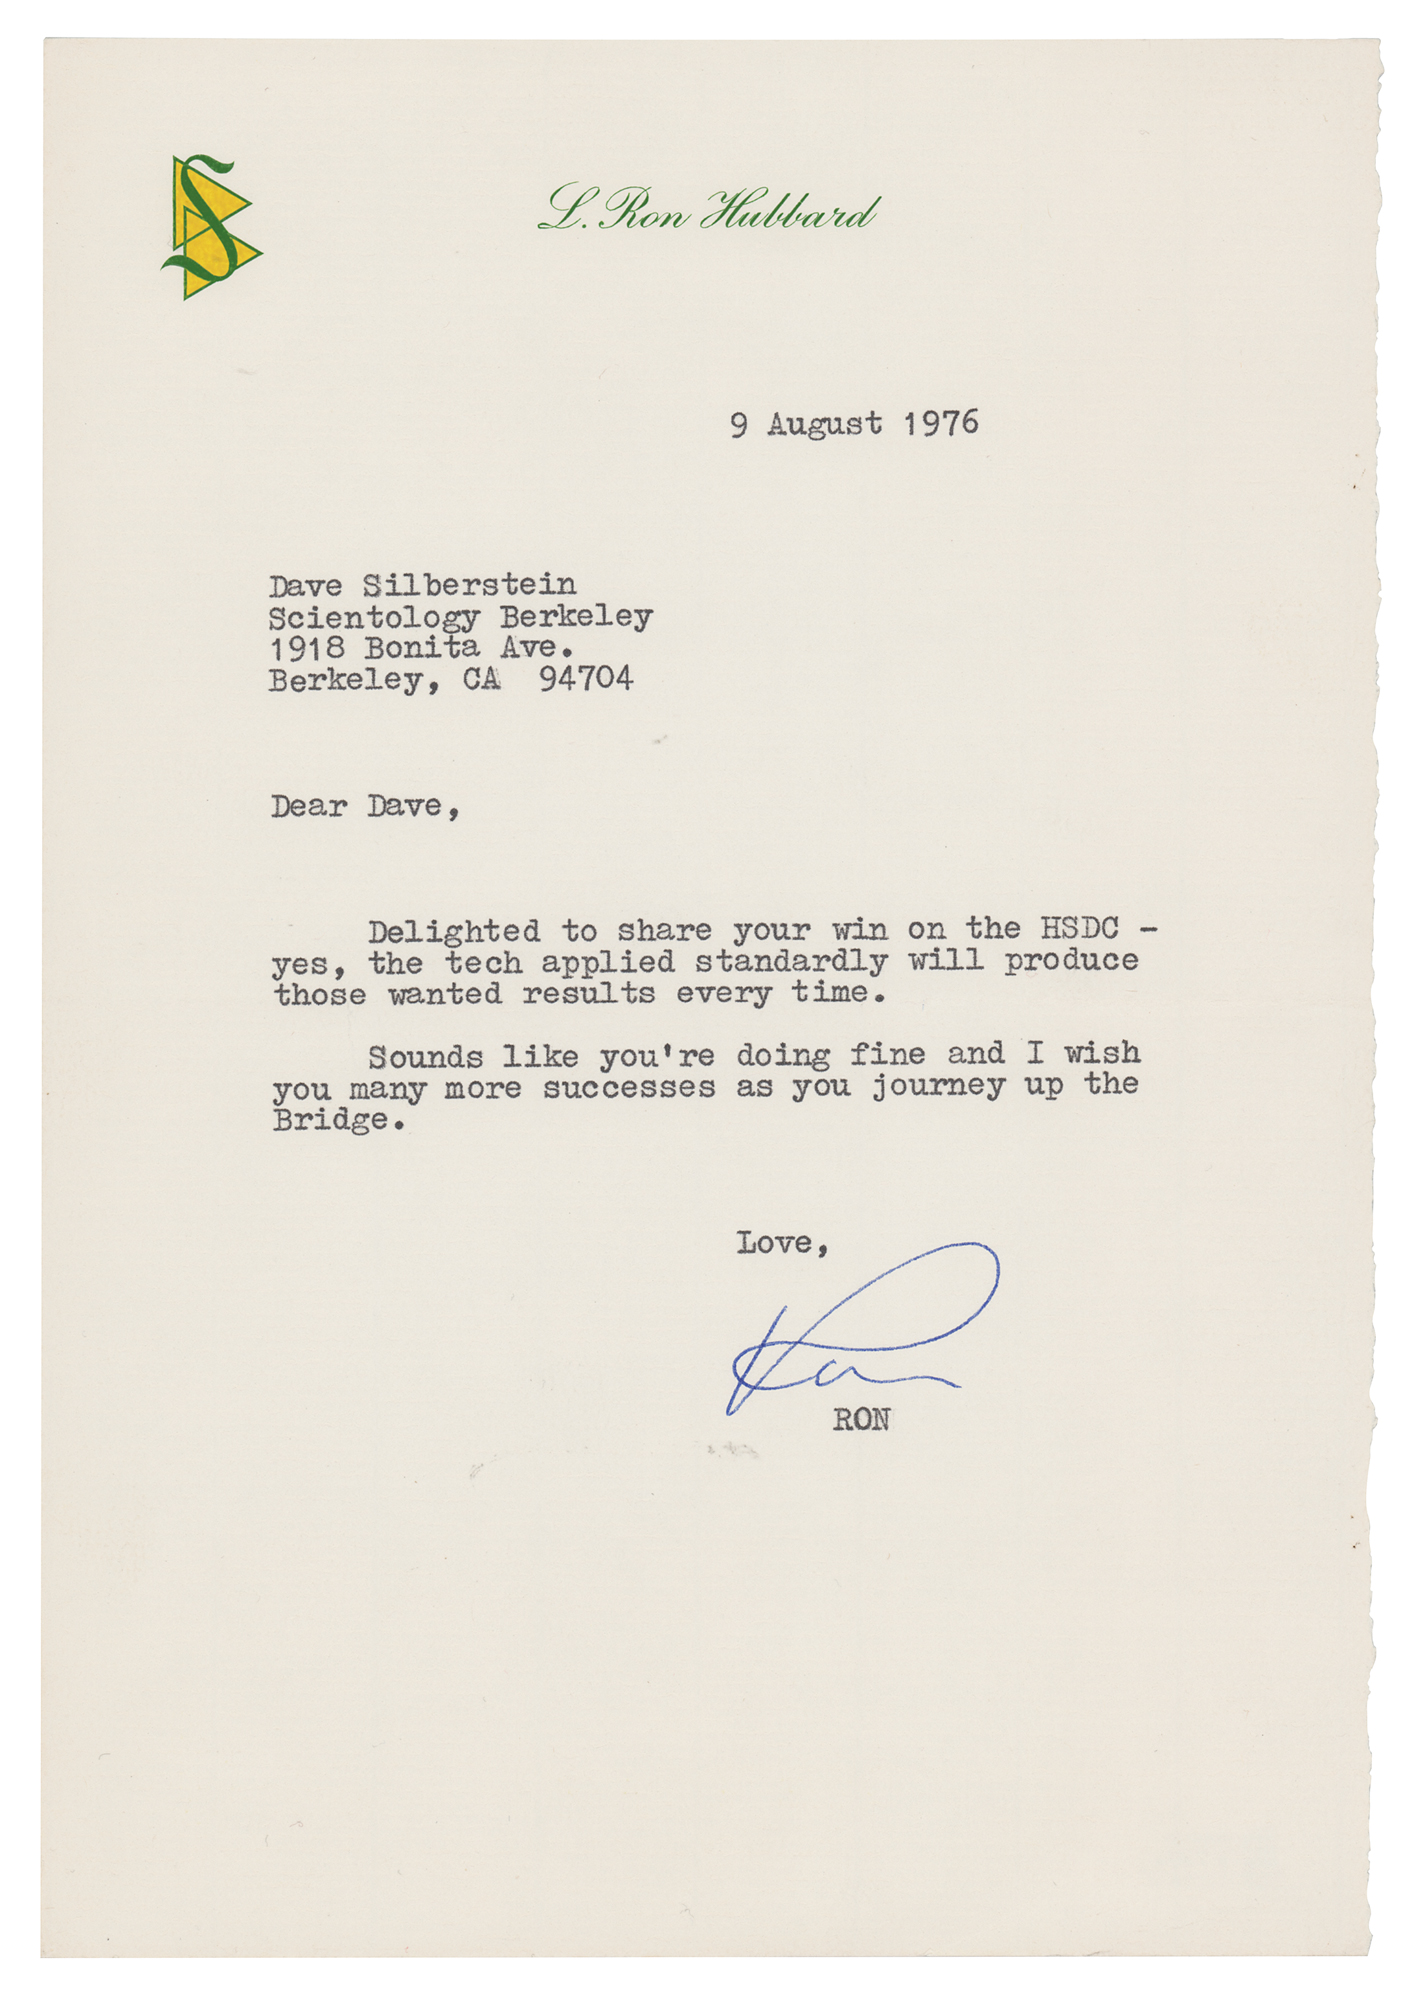 L. Ron Hubbard
9 August 1976
Dave Silberstein
Scientology Berkeley
1918 Bonita Ave.
Berkeley, CA  94704
Dear Dave,
Delighted to share your win on the HSDC -
yes, the tech applied standardly will produce
those wanted results every time.
Sounds like you're doing fine and I wish
you many more successes as you journey up the
Bridge.
Love,
Ron
RON